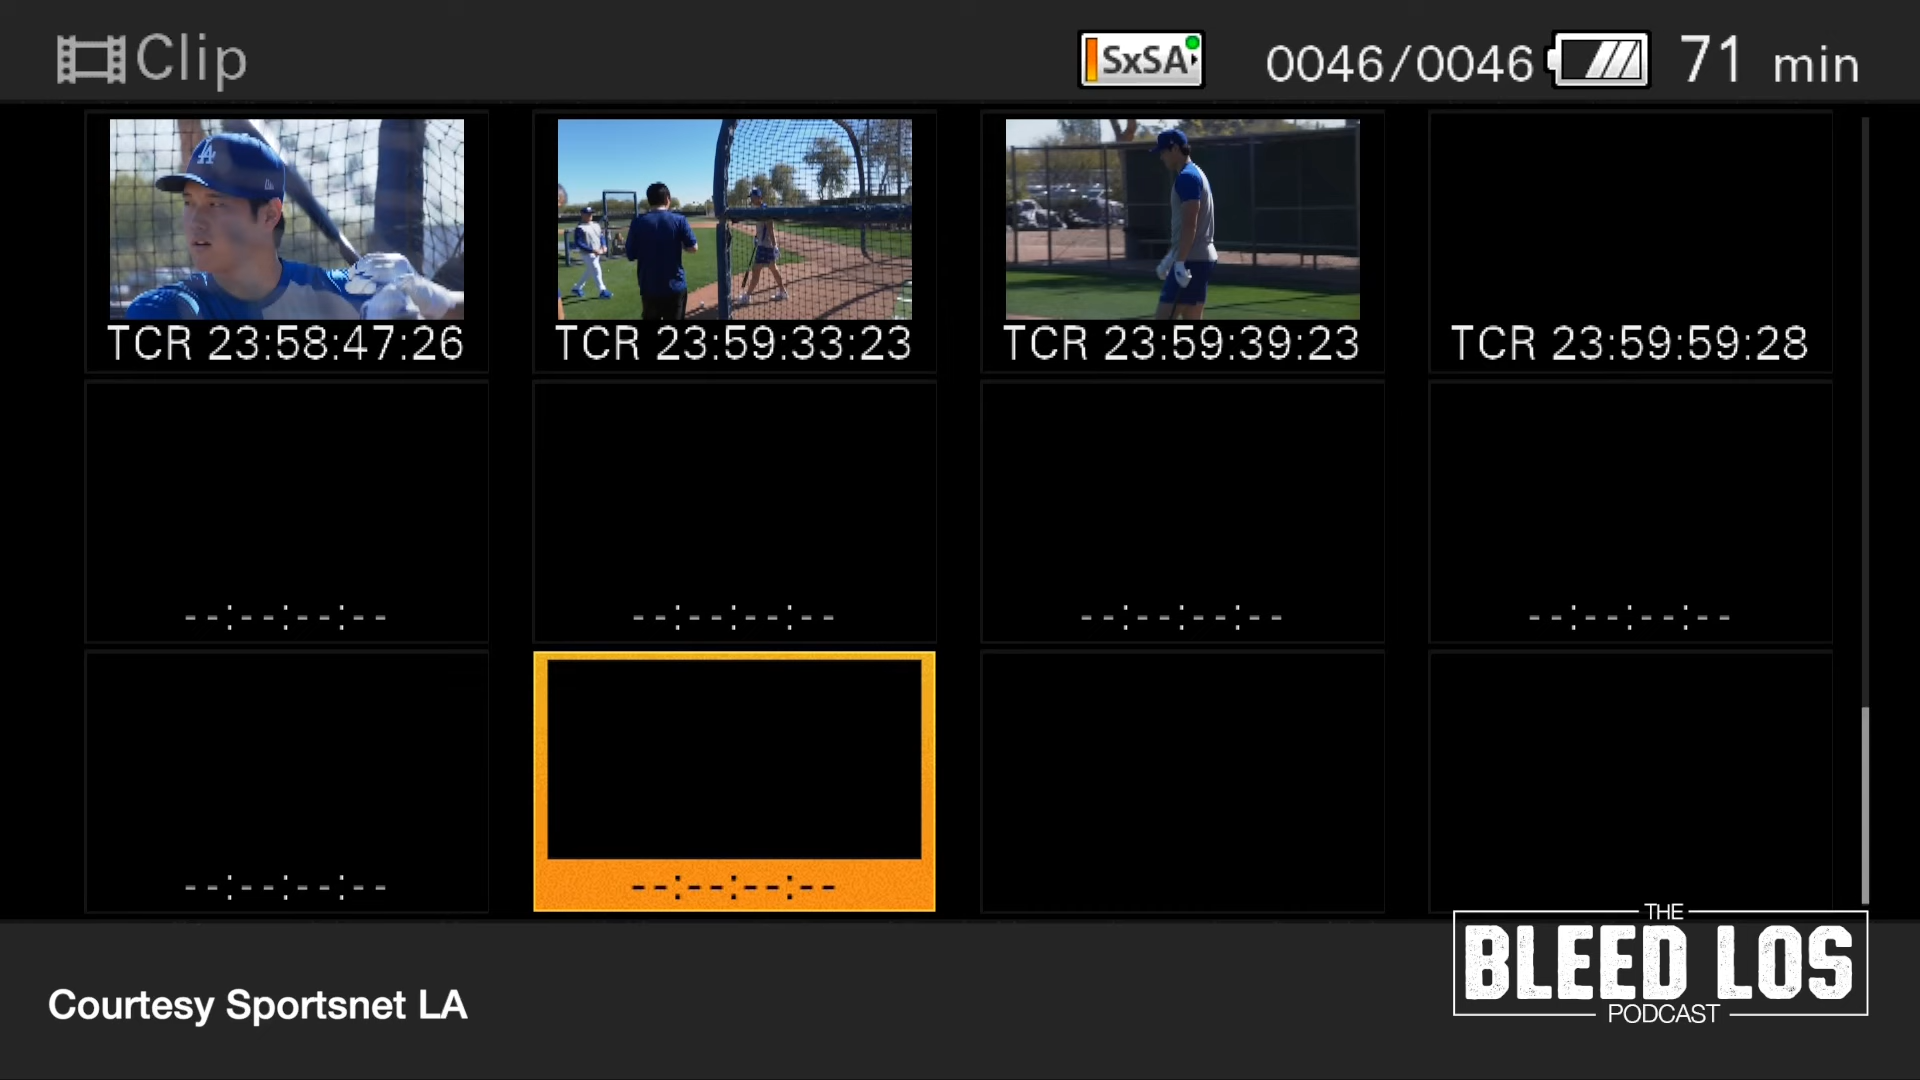 Clip
SxSA
0046/0046
71 min
LA
TCR 23:58:47:26
TCR 23:59:33:23
TCR 23:59:39:23
TCR 23:59:59:28
--:--:--:--
--:--:--:--
--:--:--:--
--:--:--:--
--:--:--:--
--:--:--:--
Courtesy Sportsnet LA
THE
BLEED LOS
PODCAST